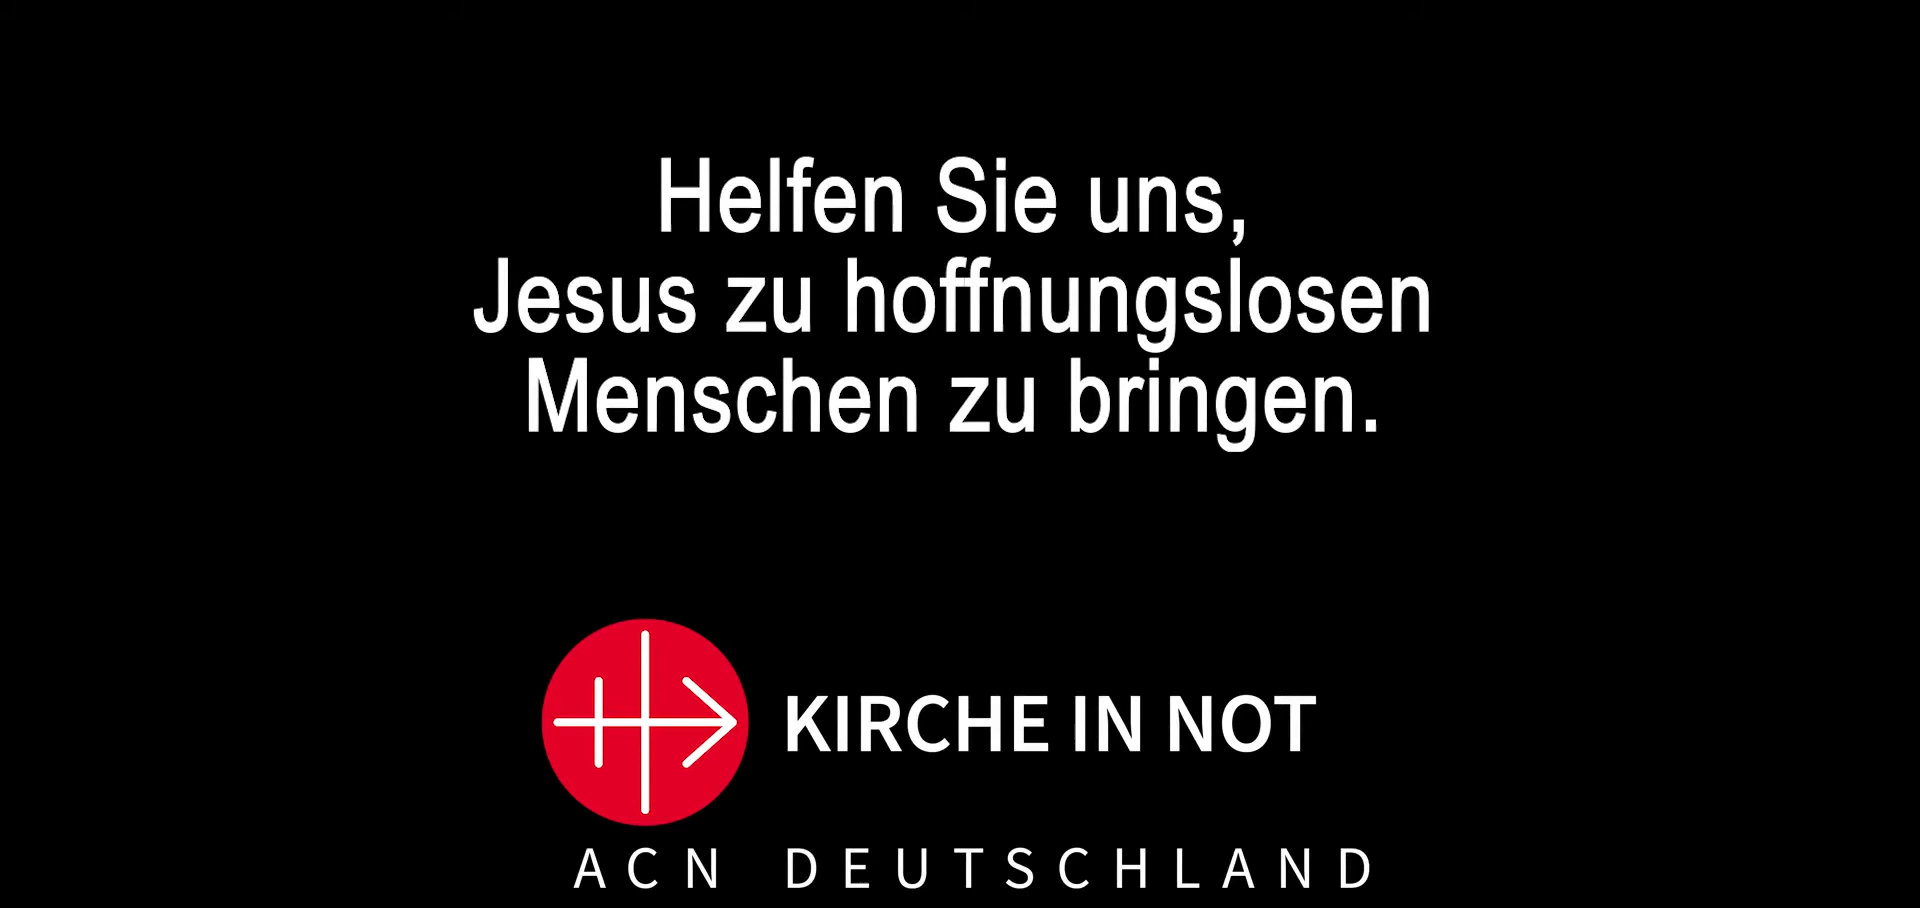 Helfen Sie uns,
Jesus zu hoffnungslosen
Menschen zu bringen.
KIRCHE IN NOT
ACN DEUTSCHLAND